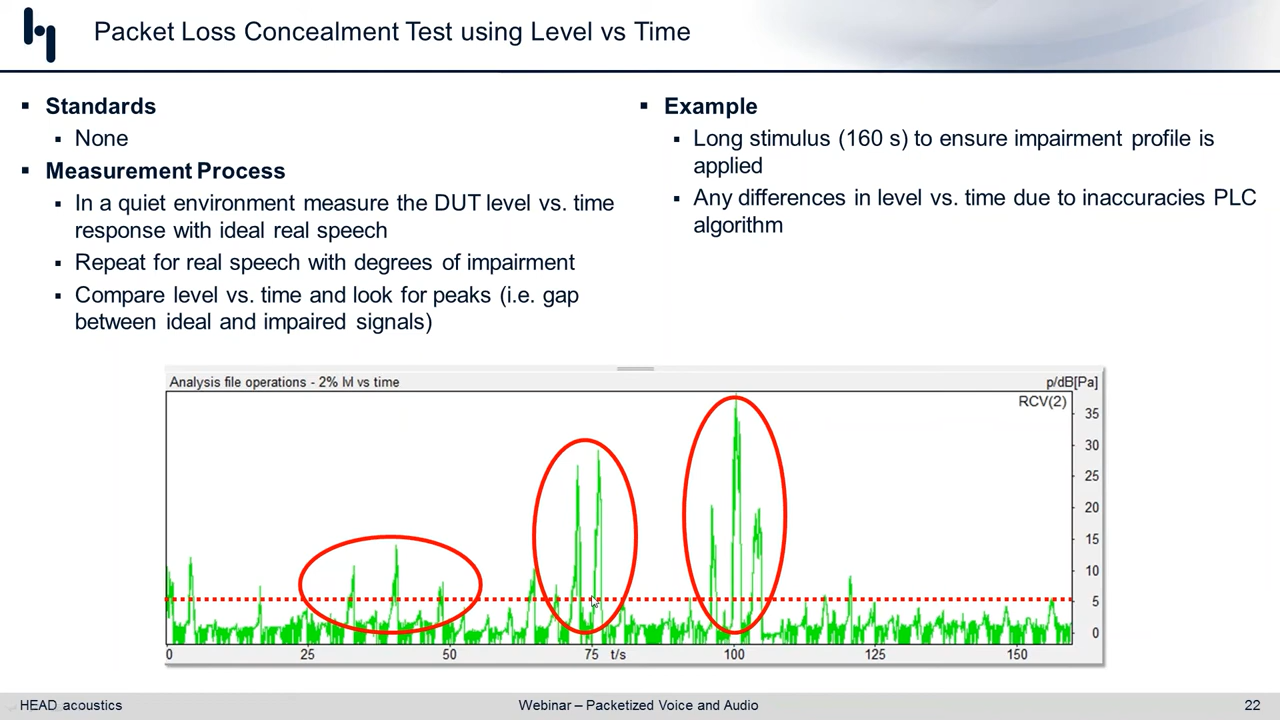 Packet Loss Concealment Test using Level vs Time
Standards
None
Measurement Process
In a quiet environment measure the DUT level vs. time
response with ideal real speech
Repeat for real speech with degrees of impairment
Compare level vs. time and look for peaks (i.e. gap
between ideal and impaired signals)
Example
Long stimulus (160 s) to ensure impairment profile is
applied
Any differences in level vs. time due to inaccuracies PLC
algorithm
Analysis file operations - 2% lvl vs time
p/dB[Pa]
RCV(2)
35
30
25
20
15
10
5
0
0 25 50 75 t/s 100 125 150
HEAD acoustics
Webinar – Packetized Voice and Audio
22